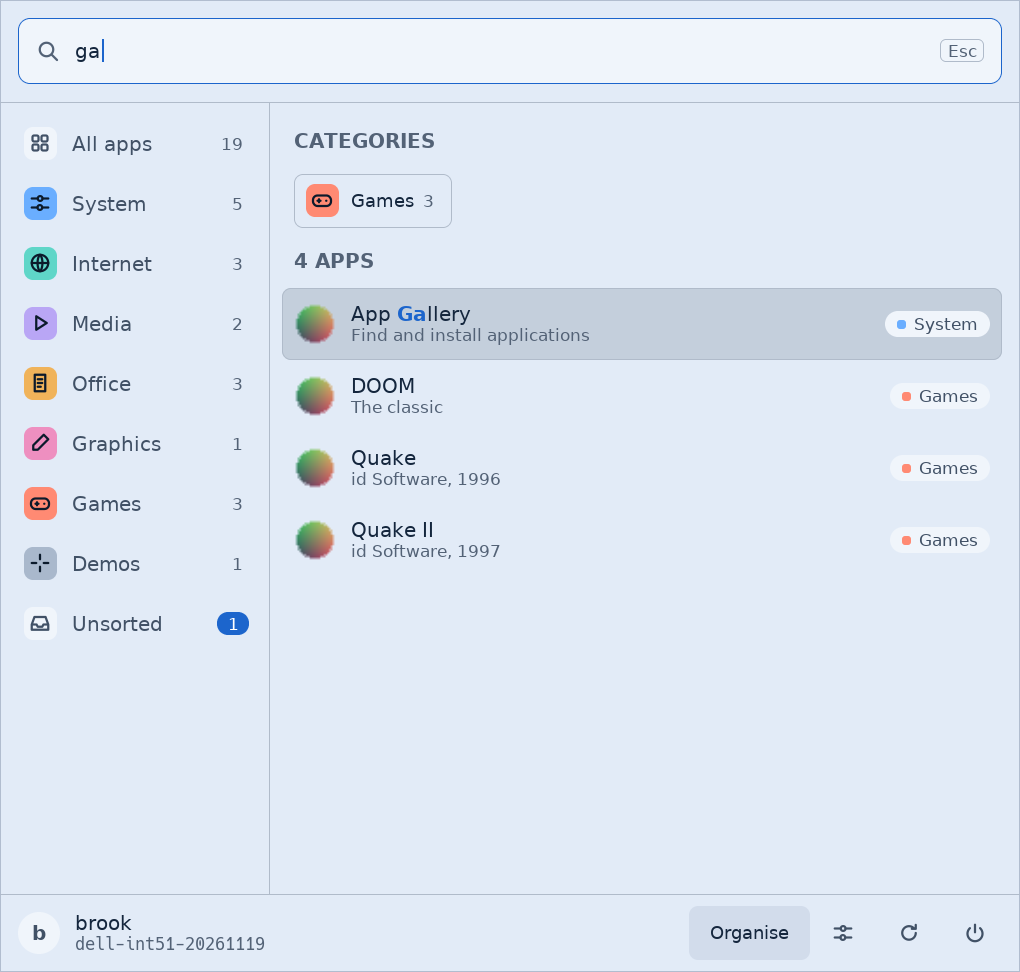 ga
Esc
All apps 19
System 5
Internet 3
Media 2
Office 3
Graphics 1
Games 3
Demos 1
Unsorted 1
CATEGORIES
Games 3
4 APPS
App Gallery
Find and install applications
System
DOOM
The classic
Games
Quake
id Software, 1996
Games
Quake II
id Software, 1997
Games
b
brook
dell-int51-20261119
Organise